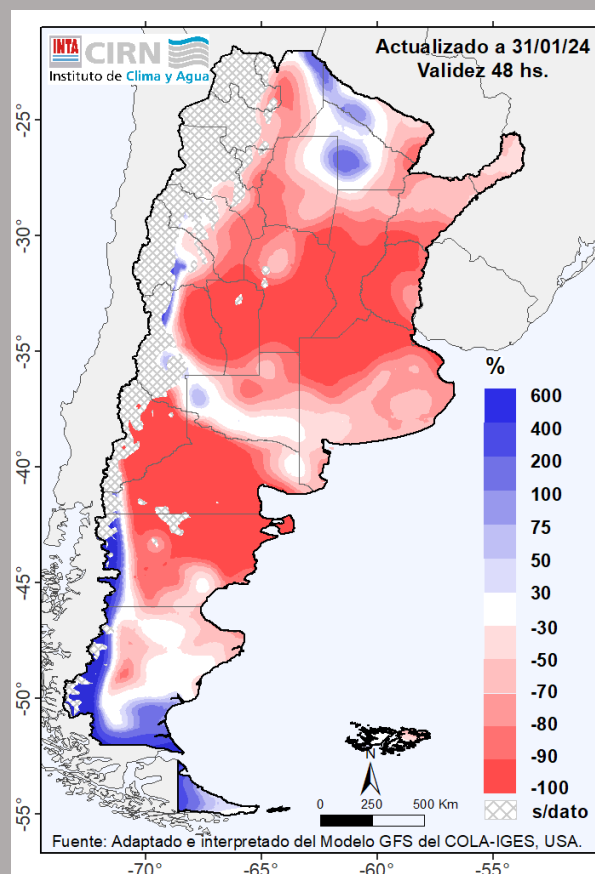 INTA CIRN
Instituto de Clima y Agua
Actualizado a 31/01/24
Validez 48 hs.
-25°
-30°
-35°
-40°
-45°
-50°
-55°
%
600
400
200
100
75
50
30
-30
-50
-70
-80
-90
-100
s/dato
N
0 250 500 Km
Fuente: Adaptado e interpretado del Modelo GFS del COLA-IGES, USA.
-70° -65° -60° -55°